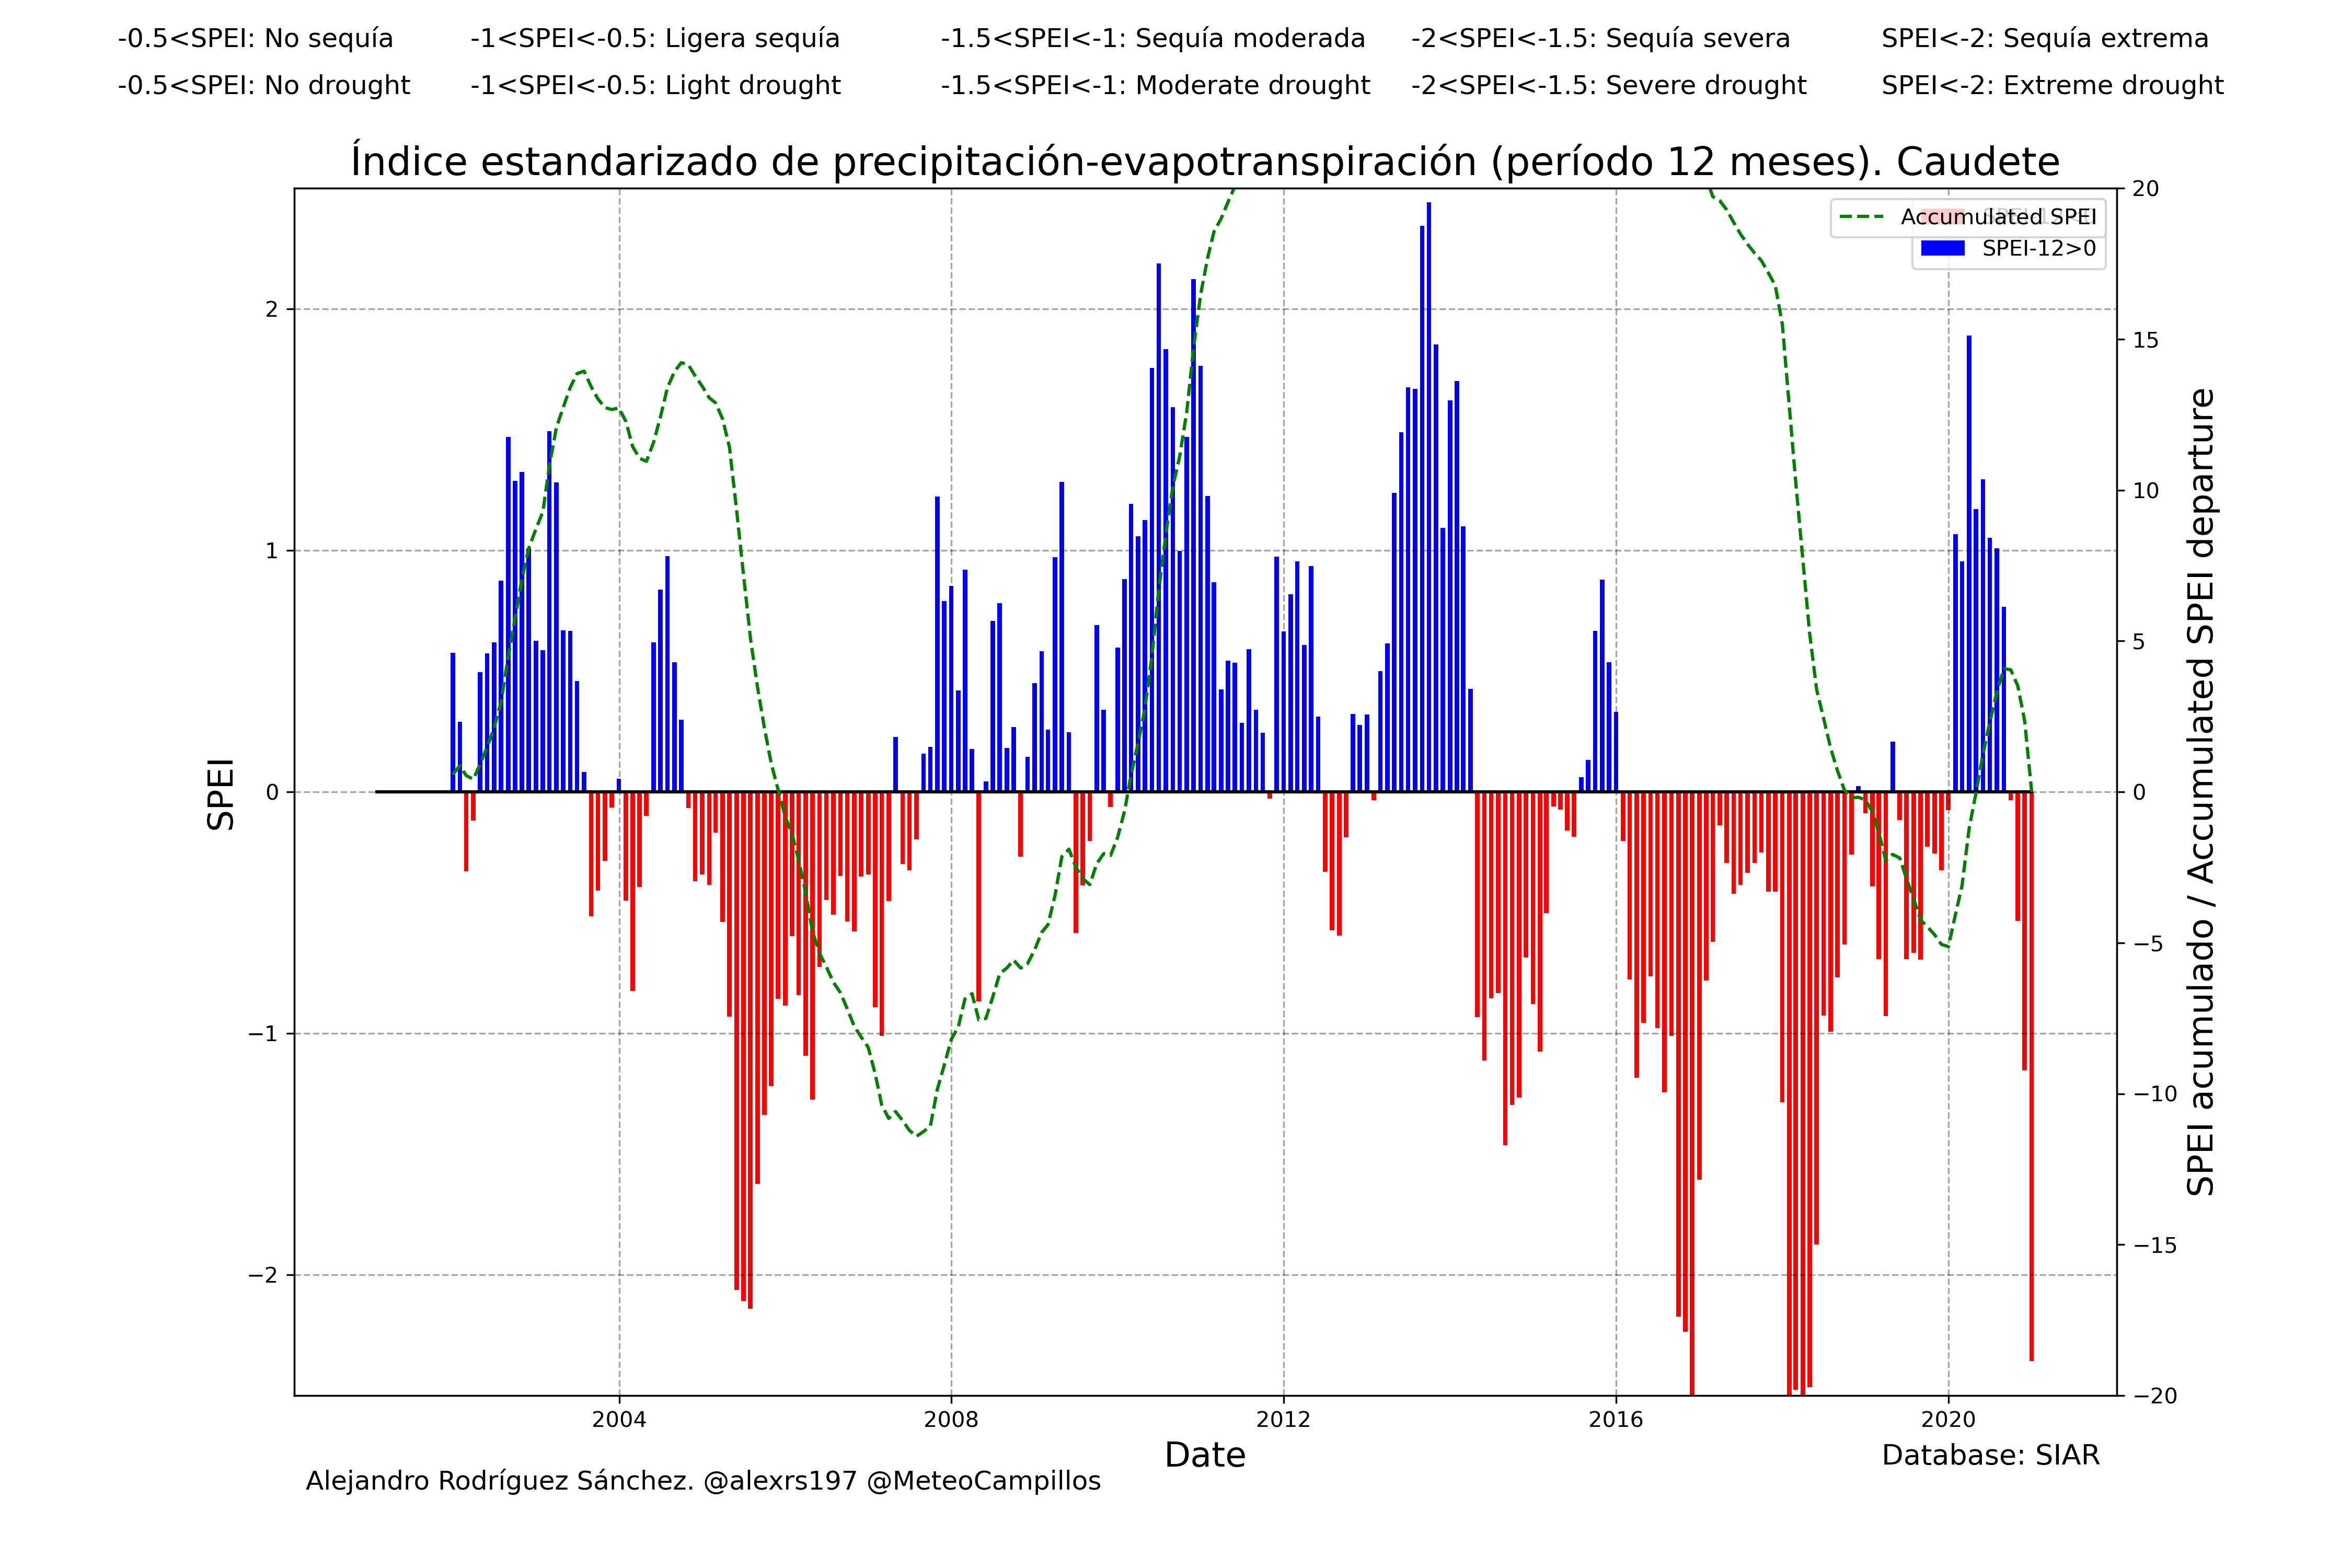 -0.5<SPEI: No sequía -1<SPEI<-0.5: Ligera sequía -1.5<SPEI<-1: Sequía moderada -2<SPEI<-1.5: Sequía severa SPEI<-2: Sequía extrema
-0.5<SPEI: No drought -1<SPEI<-0.5: Light drought -1.5<SPEI<-1: Moderate drought -2<SPEI<-1.5: Severe drought SPEI<-2: Extreme drought
Índice estandarizado de precipitación-evapotranspiración (período 12 meses). Caudete
Accumulated SPEI
SPEI-12>0
SPEI
2
1
0
−1
−2
20
15
10
5
0
−5
−10
−15
−20
SPEI acumulado / Accumulated SPEI departure
2004 2008 2012 2016 2020
Date
Database: SIAR
Alejandro Rodríguez Sánchez. @alexrs197 @MeteoCampillos